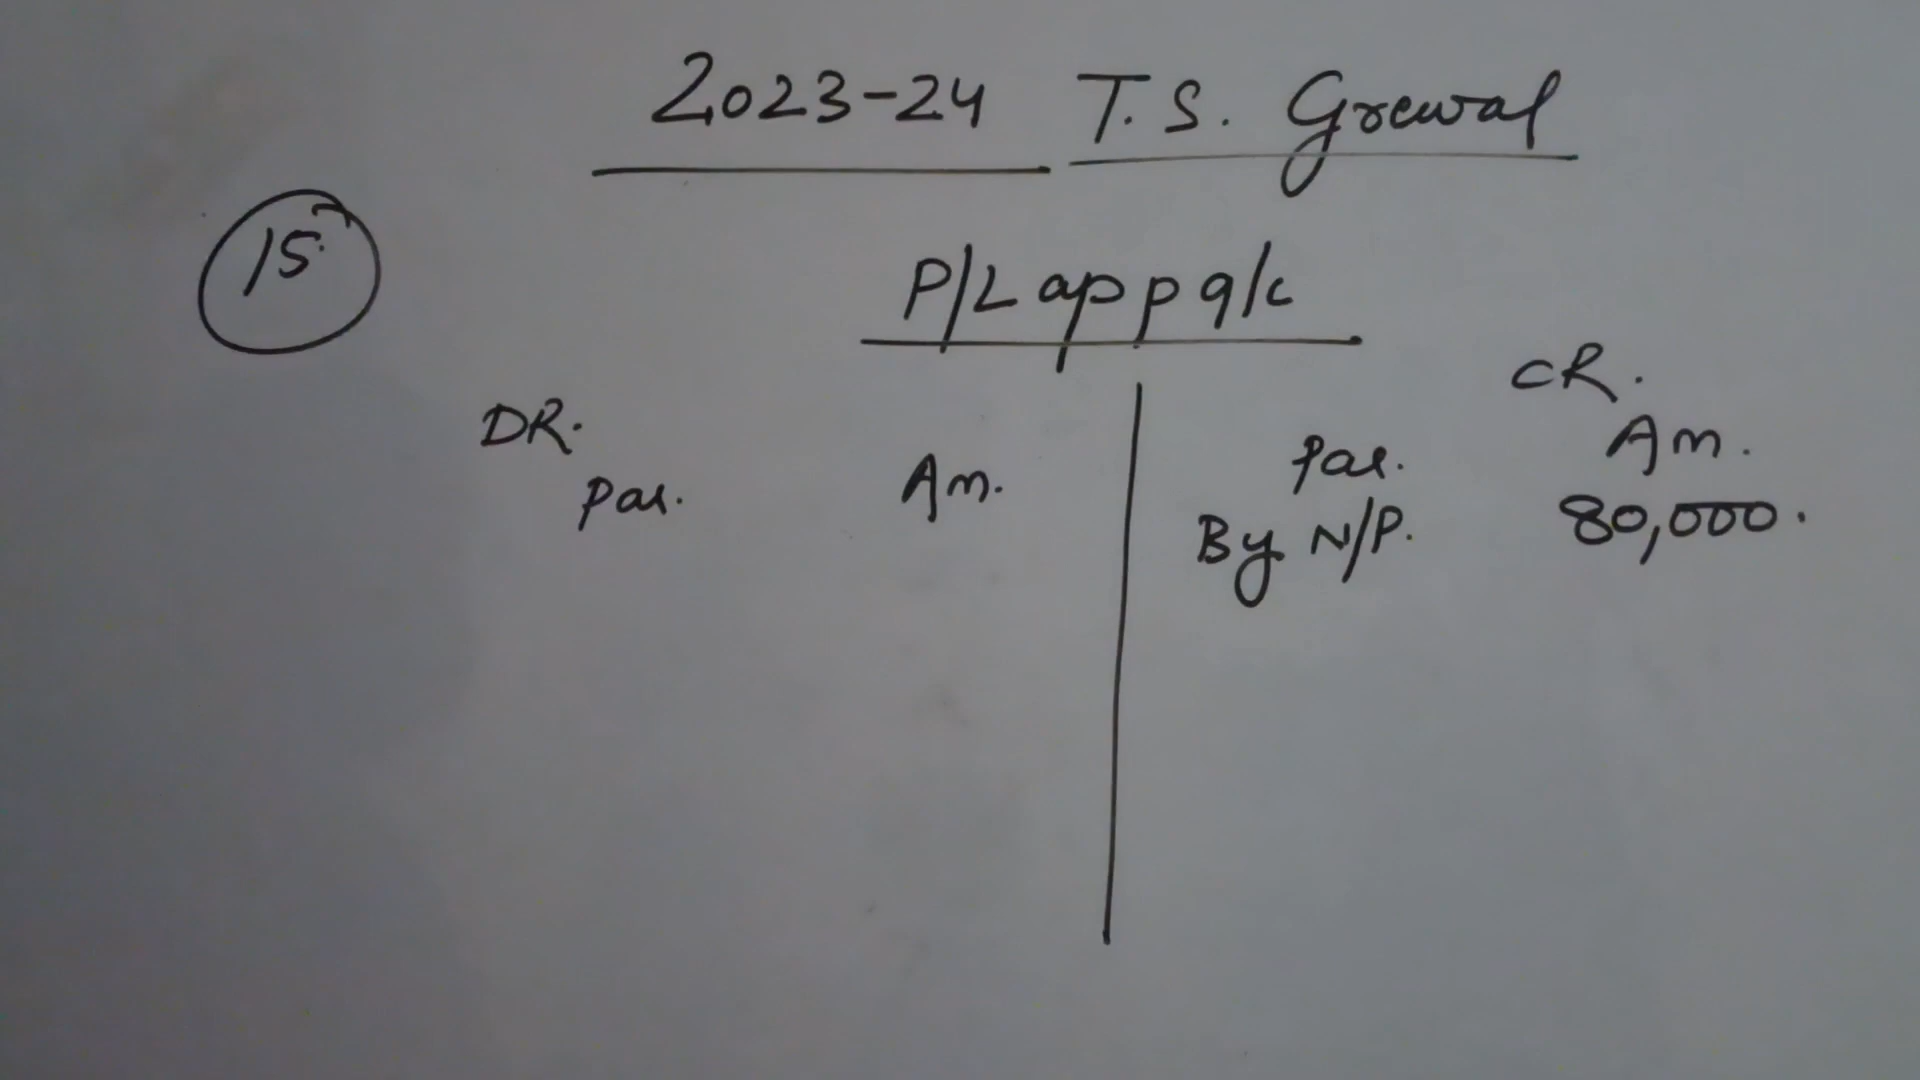 2023-24 T.S. Grewal
15
P/L app a/c
DR. CR.
Par. Am. Par. Am.
By N/P. 80,000.